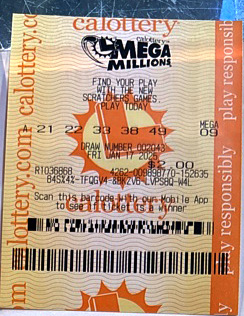 calottery
calottery
MEGA
MILLIONS
FIND YOUR PLAY
WITH THE NEW
SCRATCHERS GAMES
PLAY TODAY
MEGA
A 21 22 33 38 49 09
DRAW NUMBER 002043
FRI JAN 17 2025
$2.00
Scan this barcode with our Mobile App
to see if ticket is a winner
calottery.com
play responsibly